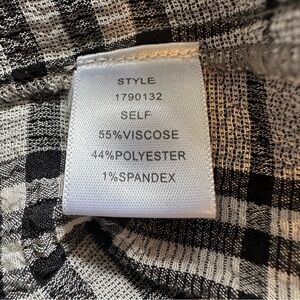 STYLE
1790132
SELF
55%VISCOSE
44%POLYESTER
1%SPANDEX